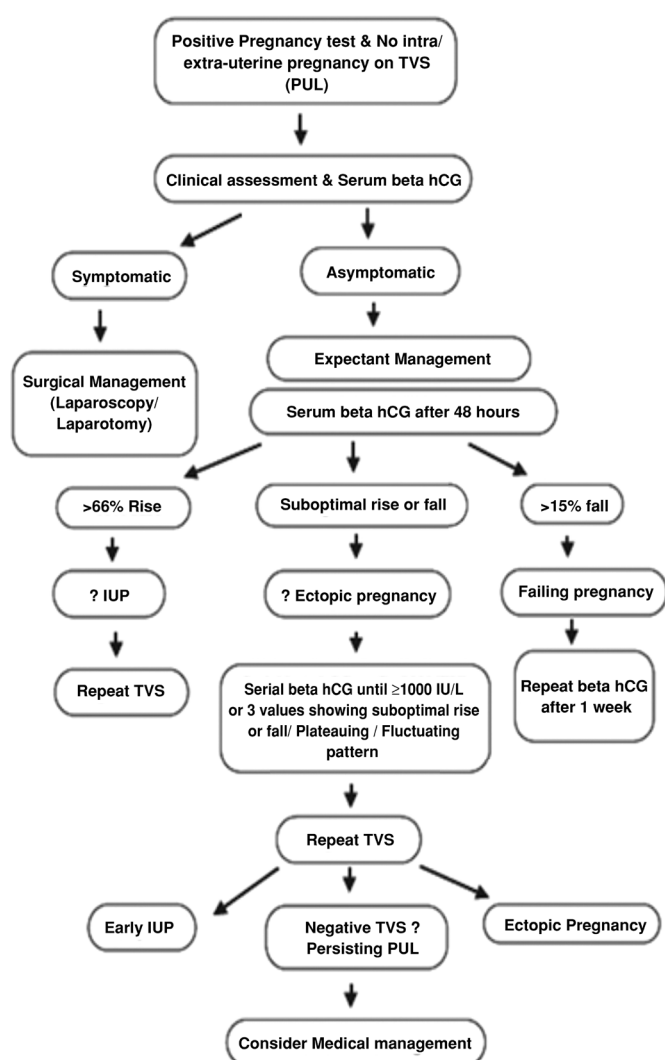 Positive Pregnancy test & No intra/
extra-uterine pregnancy on TVS
(PUL)
Clinical assessment & Serum beta hCG
Symptomatic
Asymptomatic
Surgical Management
(Laparoscopy/
Laparotomy)
Expectant Management
Serum beta hCG after 48 hours
>66% Rise
Suboptimal rise or fall
>15% fall
? IUP
? Ectopic pregnancy
Failing pregnancy
Repeat TVS
Serial beta hCG until ≥1000 IU/L
or 3 values showing suboptimal rise
or fall/ Plateauing / Fluctuating
pattern
Repeat beta hCG
after 1 week
Repeat TVS
Early IUP
Negative TVS ?
Persisting PUL
Ectopic Pregnancy
Consider Medical management